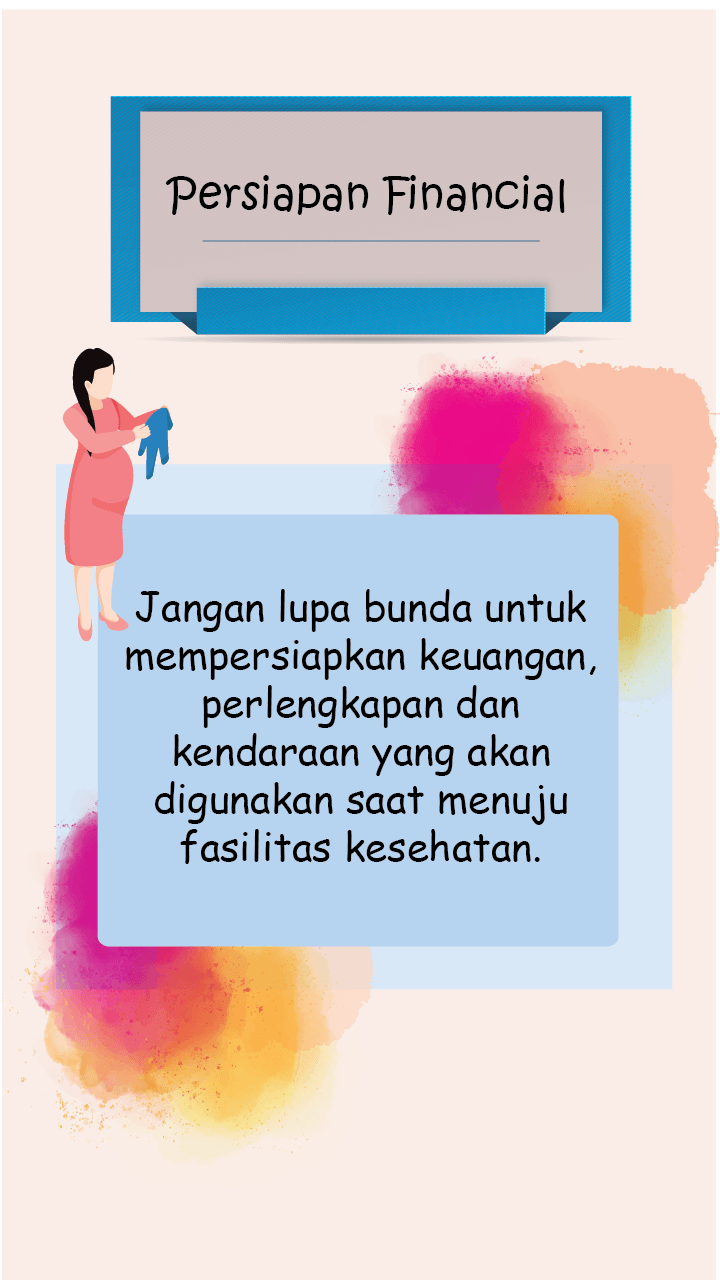 Persiapan Financial
Jangan lupa bunda untuk
mempersiapkan keuangan,
perlengkapan dan
kendaraan yang akan
digunakan saat menuju
fasilitas kesehatan.